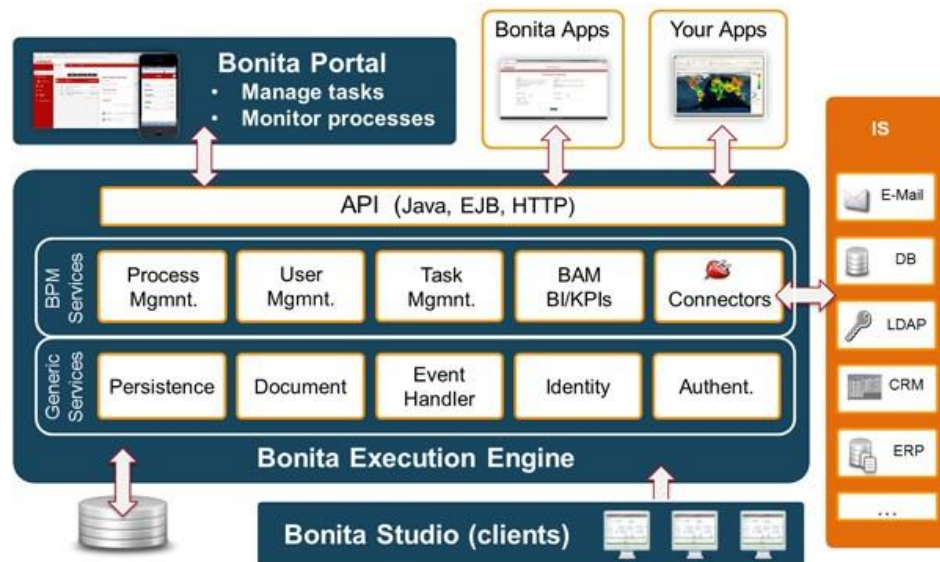 Bonita Portal
• Manage tasks
• Monitor processes
Bonita Apps
Your Apps
IS
E-Mail
DB
LDAP
CRM
ERP
...
API (Java, EJB, HTTP)
BPM
Services
Process
Mgmnt.
User
Mgmnt.
Task
Mgmnt.
BAM
BI/KPIs
Connectors
Generic
Services
Persistence
Document
Event
Handler
Identity
Authent.
Bonita Execution Engine
Bonita Studio (clients)